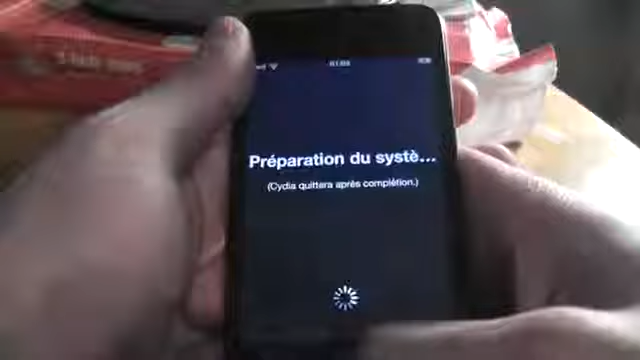 Préparation du systè...
(Cydia quittera après complétion.)